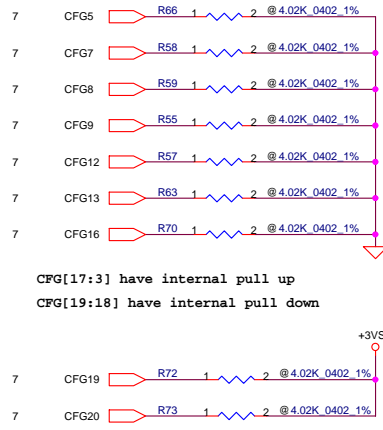 7 CFG5 R66 1 2 @4.02K_0402_1%
7 CFG7 R58 1 2 @4.02K_0402_1%
7 CFG8 R59 1 2 @4.02K_0402_1%
7 CFG9 R55 1 2 @4.02K_0402_1%
7 CFG12 R57 1 2 @4.02K_0402_1%
7 CFG13 R63 1 2 @4.02K_0402_1%
7 CFG16 R70 1 2 @4.02K_0402_1%
CFG[17:3] have internal pull up
CFG[19:18] have internal pull down
+3VS
7 CFG19 R72 1 2 @4.02K_0402_1%
7 CFG20 R73 1 2 @4.02K_0402_1%